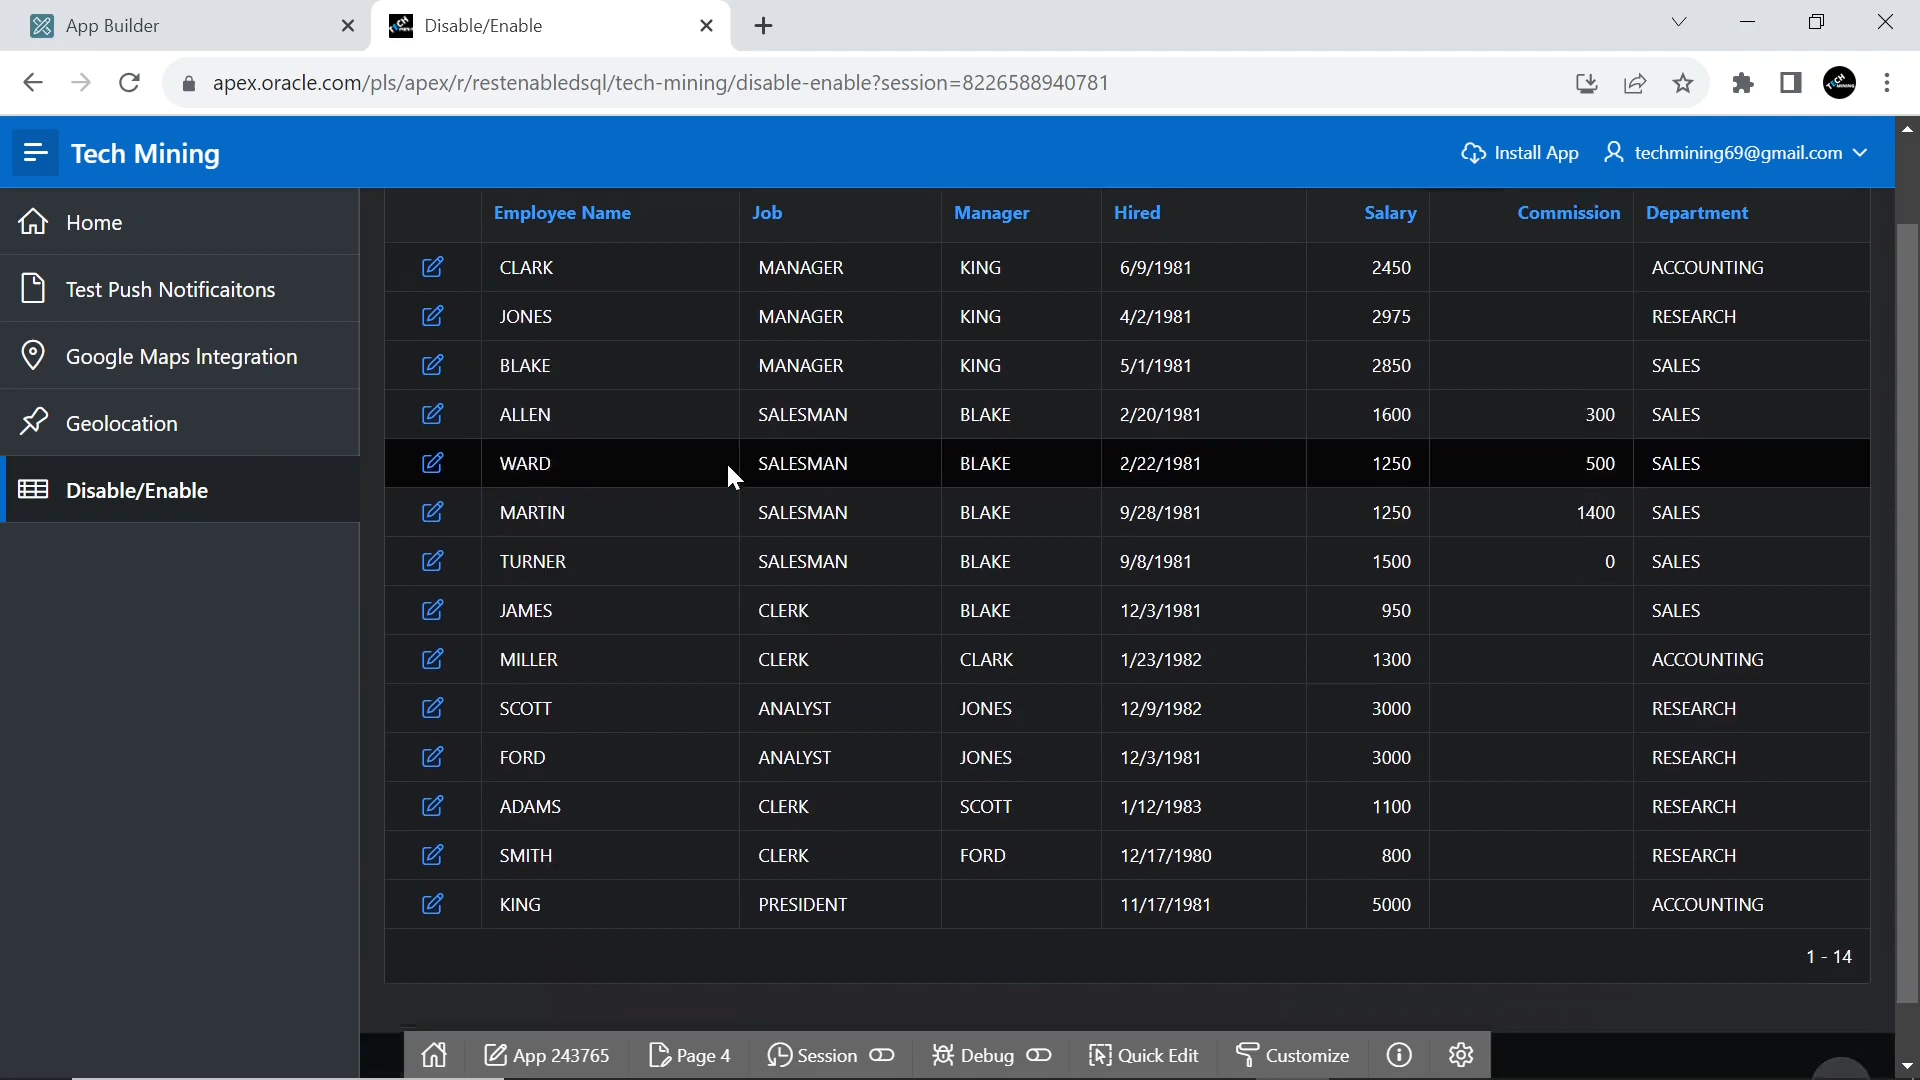 App Builder
Disable/Enable
apex.oracle.com/pls/apex/r/restenabledsql/tech-mining/disable-enable?session=8226588940781
Tech Mining
Install App
techmining69@gmail.com
Home
Test Push Notificaitons
Google Maps Integration
Geolocation
Disable/Enable
Employee Name Job Manager Hired Salary Commission Department
CLARK MANAGER KING 6/9/1981 2450 ACCOUNTING
JONES MANAGER KING 4/2/1981 2975 RESEARCH
BLAKE MANAGER KING 5/1/1981 2850 SALES
ALLEN SALESMAN BLAKE 2/20/1981 1600 300 SALES
WARD SALESMAN BLAKE 2/22/1981 1250 500 SALES
MARTIN SALESMAN BLAKE 9/28/1981 1250 1400 SALES
TURNER SALESMAN BLAKE 9/8/1981 1500 0 SALES
JAMES CLERK BLAKE 12/3/1981 950 SALES
MILLER CLERK CLARK 1/23/1982 1300 ACCOUNTING
SCOTT ANALYST JONES 12/9/1982 3000 RESEARCH
FORD ANALYST JONES 12/3/1981 3000 RESEARCH
ADAMS CLERK SCOTT 1/12/1983 1100 RESEARCH
SMITH CLERK FORD 12/17/1980 800 RESEARCH
KING PRESIDENT 11/17/1981 5000 ACCOUNTING
1 - 14
App 243765 Page 4 Session Debug Quick Edit Customize